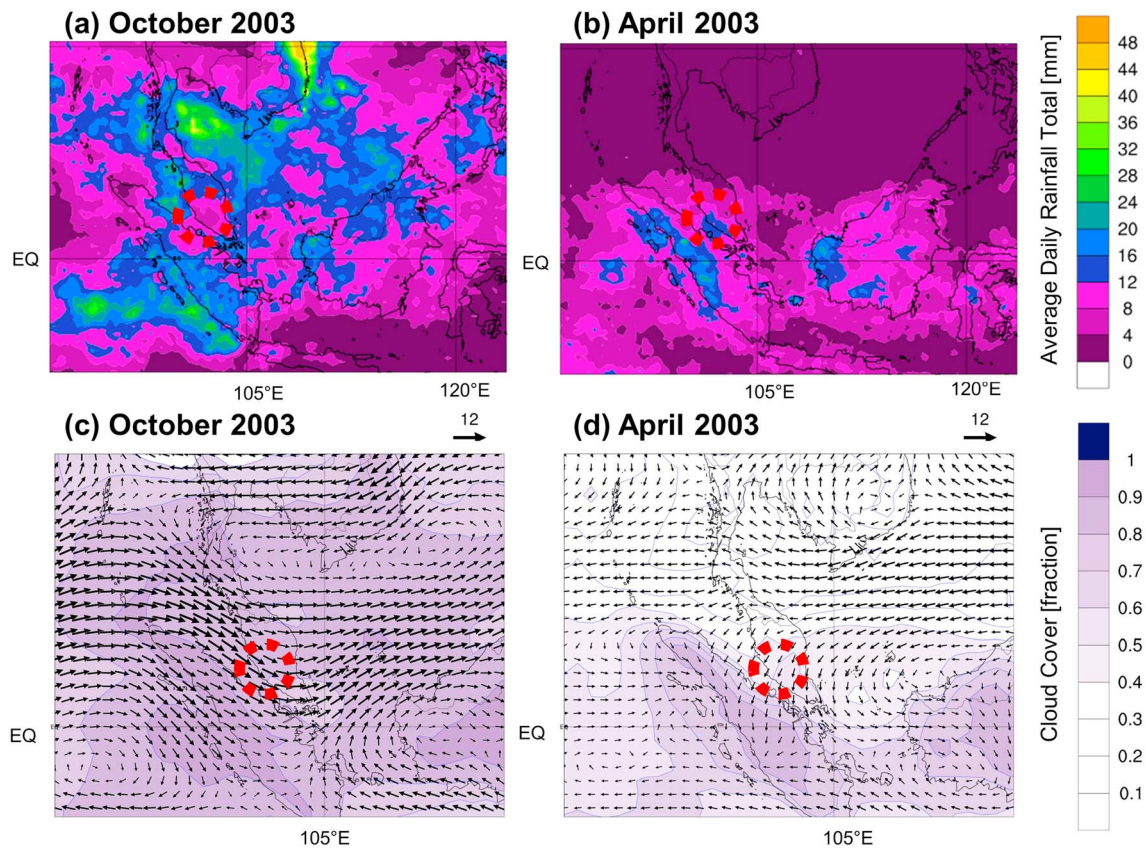 (a) October 2003
(b) April 2003
EQ
105°E
120°E
105°E
120°E
48
44
40
36
32
28
24
20
16
12
8
4
0
Average Daily Rainfall Total [mm]
(c) October 2003
12
(d) April 2003
12
EQ
105°E
EQ
105°E
1
0.9
0.8
0.7
0.6
0.5
0.4
0.3
0.2
0.1
Cloud Cover [fraction]